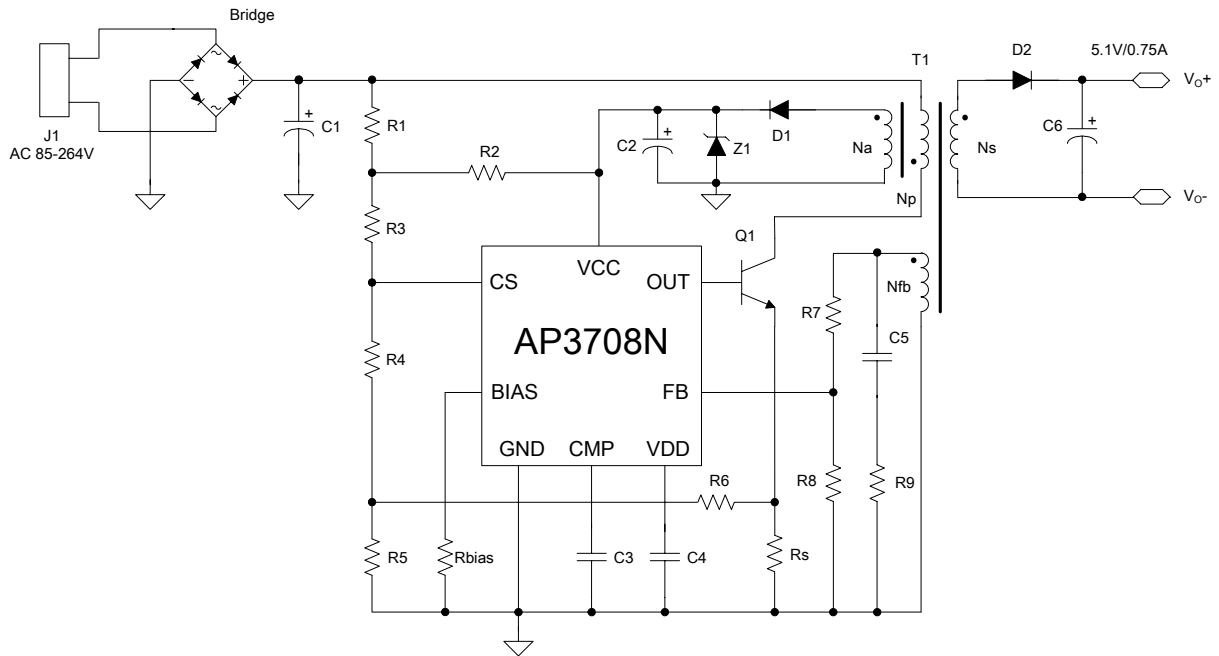 Bridge
D2
5.1V/0.75A
T1
VO+
J1
AC 85-264V
C1
R1
R2
C2
Z1
D1
Na
Ns
C6
Np
VO-
R3
Q1
VCC
CS
OUT
Nfb
R7
C5
AP3708N
R4
BIAS
FB
GND
CMP
VDD
R6
R8
R9
R5
Rbias
C3
C4
Rs
+
+
+
+
-
~
~